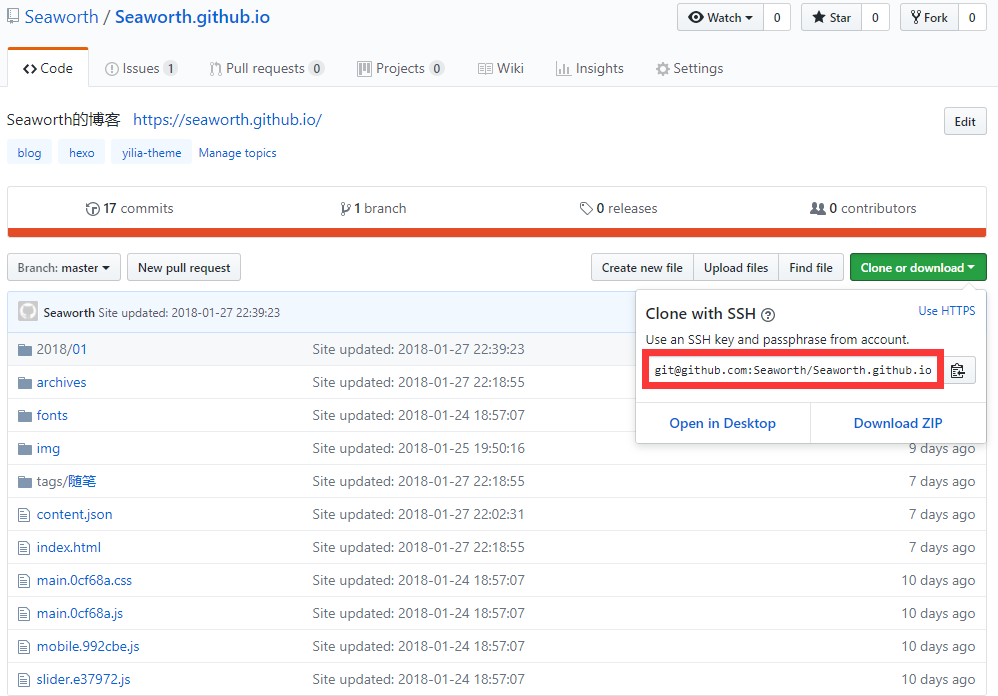 Seaworth / Seaworth.github.io
Watch 0 Star 0 Fork 0
Code Issues 1 Pull requests 0 Projects 0 Wiki Insights Settings
Seaworth的博客 https://seaworth.github.io/ Edit
blog hexo yilia-theme Manage topics
17 commits 1 branch 0 releases 0 contributors
Branch: master New pull request Create new file Upload files Find file Clone or download
Seaworth Site updated: 2018-01-27 22:39:23
Clone with SSH Use HTTPS
Use an SSH key and passphrase from account.
git@github.com:Seaworth/Seaworth.github.io
Open in Desktop Download ZIP
2018/01 Site updated: 2018-01-27 22:39:23
archives Site updated: 2018-01-27 22:18:55
fonts Site updated: 2018-01-24 18:57:07
img Site updated: 2018-01-25 19:50:16 9 days ago
tags/随笔 Site updated: 2018-01-27 22:18:55 7 days ago
content.json Site updated: 2018-01-27 22:02:31 7 days ago
index.html Site updated: 2018-01-27 22:18:55 7 days ago
main.0cf68a.css Site updated: 2018-01-24 18:57:07 10 days ago
main.0cf68a.js Site updated: 2018-01-24 18:57:07 10 days ago
mobile.992cbe.js Site updated: 2018-01-24 18:57:07 10 days ago
slider.e37972.js Site updated: 2018-01-24 18:57:07 10 days ago